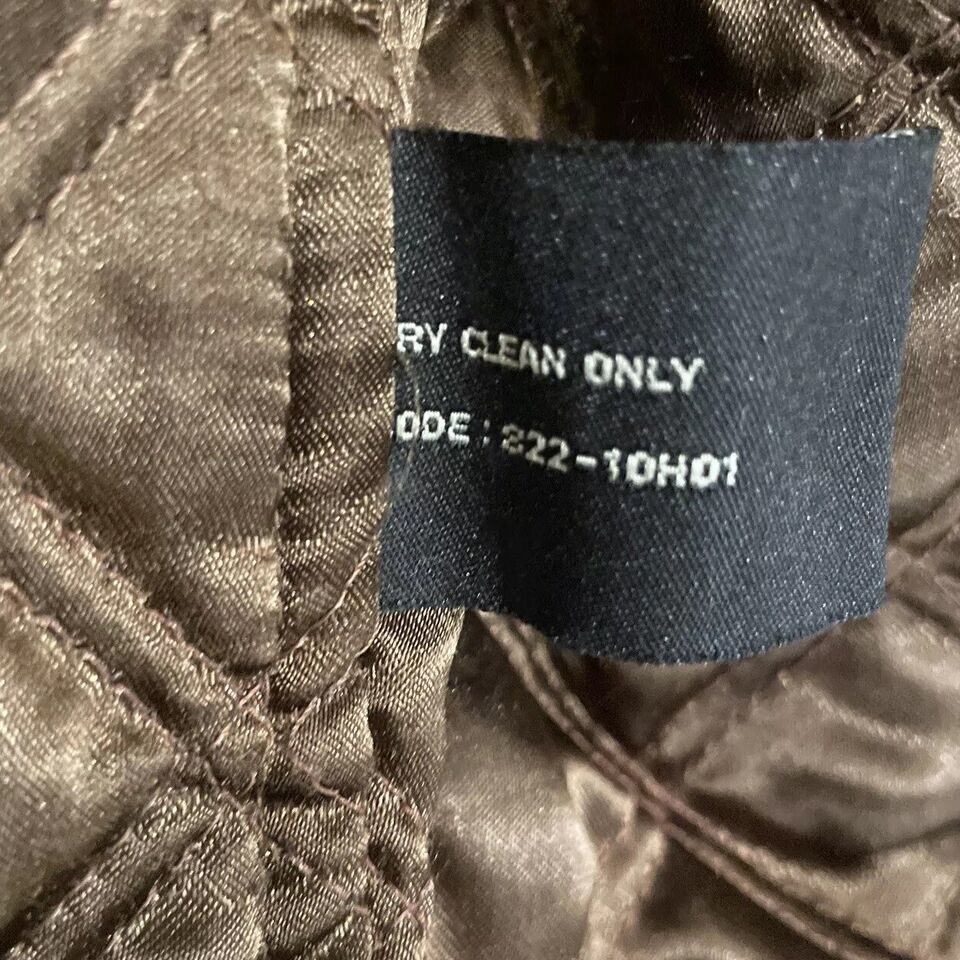 RY CLEAN ONLY
ODE : 222-10H01